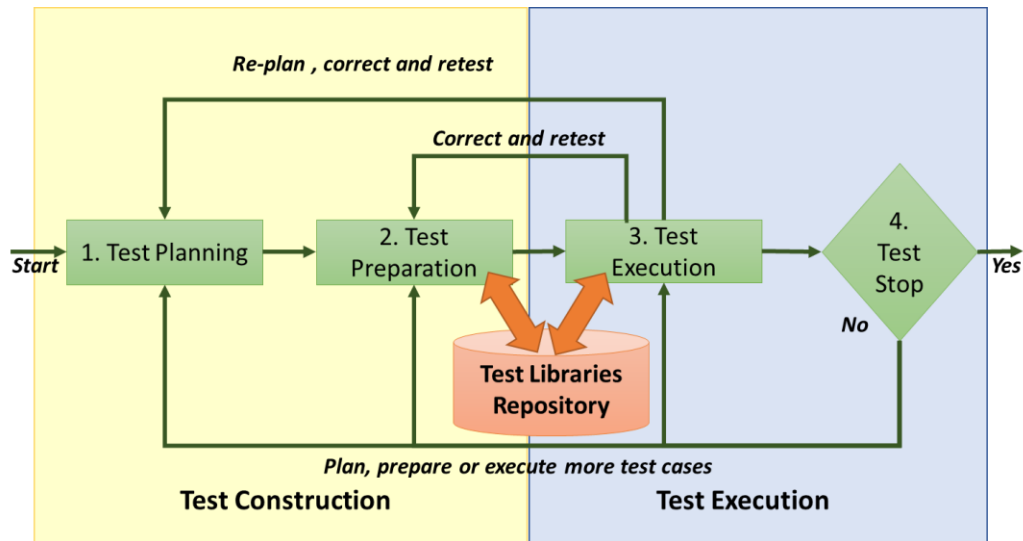 Re-plan , correct and retest
Correct and retest
Start
1. Test Planning
2. Test
Preparation
3. Test
Execution
4.
Test
Stop
Yes
No
Test Libraries
Repository
Plan, prepare or execute more test cases
Test Construction
Test Execution